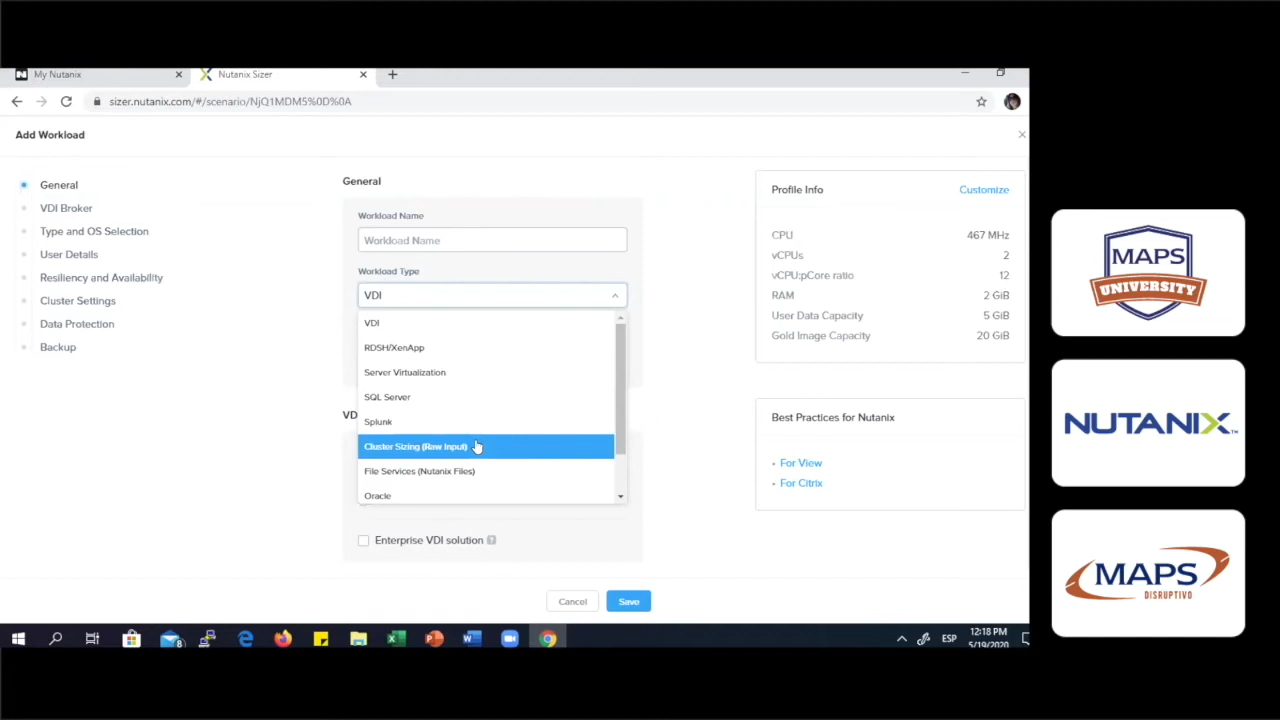 My Nutanix
Nutanix Sizer
sizer.nutanix.com/#/scenario/NjQ1MDM5%0D%0A
Add Workload
General
VDI Broker
Type and OS Selection
User Details
Resiliency and Availability
Cluster Settings
Data Protection
Backup
General
Workload Name
Workload Name
Workload Type
VDI
VDI
RDSH/XenApp
Server Virtualization
SQL Server
Splunk
Cluster Sizing (Raw Input)
File Services (Nutanix Files)
Oracle
VD
Enterprise VDI solution ?
Cancel
Save
Profile Info
Customize
CPU 467 MHz
vCPUs 2
vCPU:pCore ratio 12
RAM 2 GiB
User Data Capacity 5 GiB
Gold Image Capacity 20 GiB
Best Practices for Nutanix
• For View
• For Citrix
8
ESP
12:18 PM
5/19/2020
MAPS
UNIVERSITY
NUTANIX™
MAPS
DISRUPTIVO